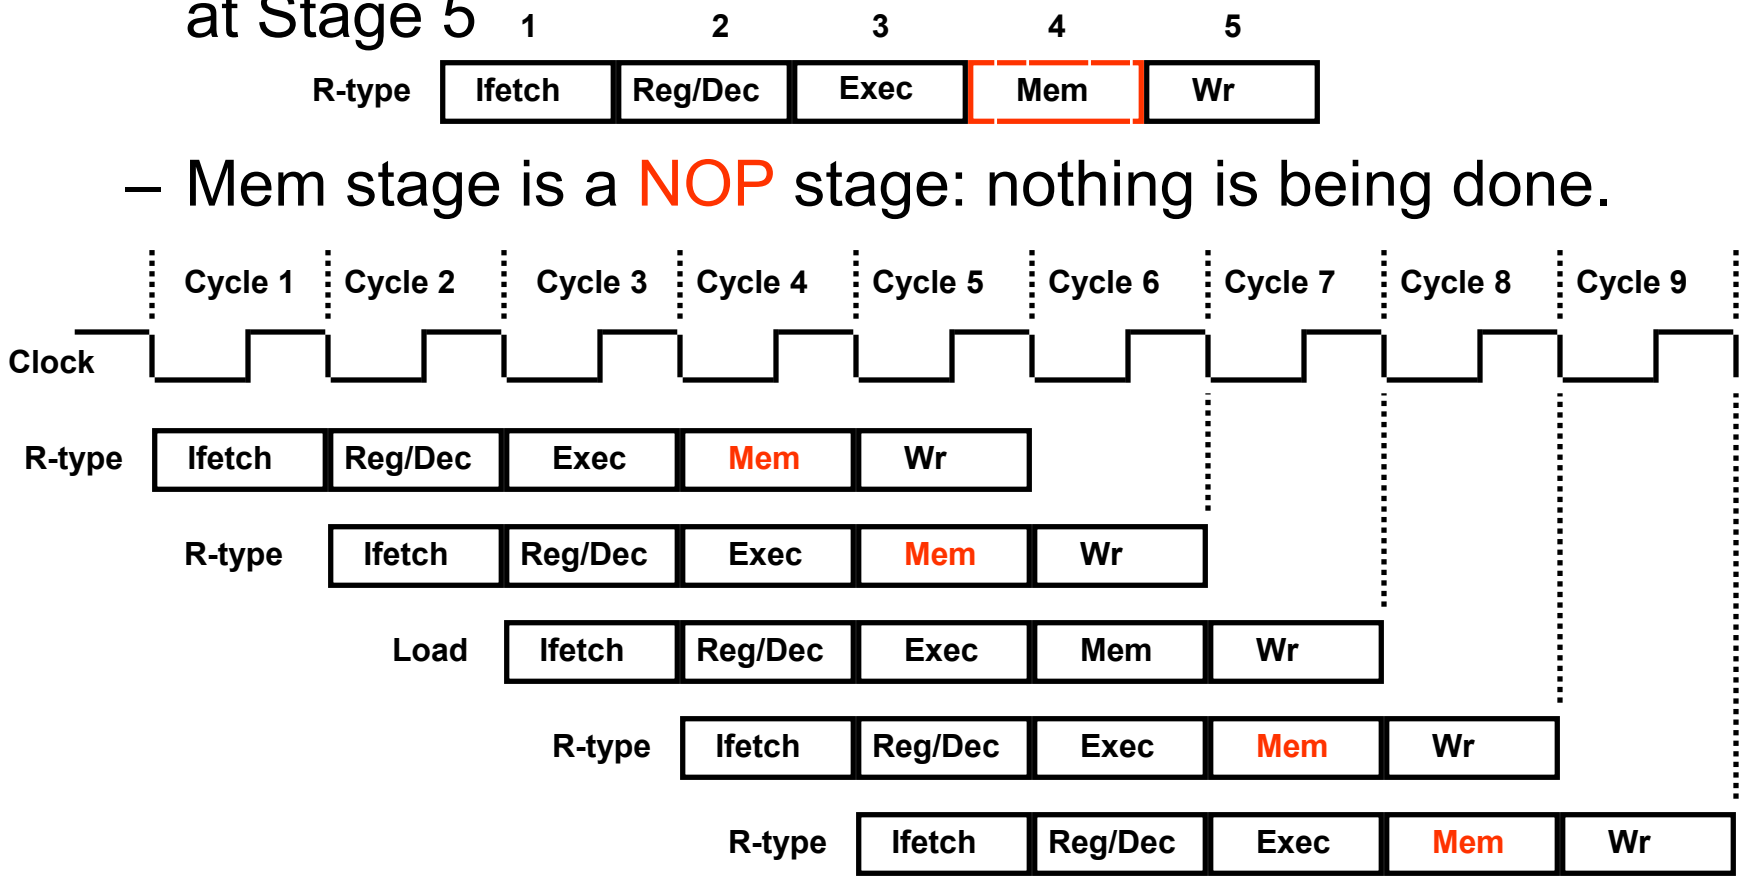 at Stage 5 1 2 3 4 5
R-type Ifetch Reg/Dec Exec Mem Wr
– Mem stage is a NOP stage: nothing is being done.
Cycle 1 Cycle 2 Cycle 3 Cycle 4 Cycle 5 Cycle 6 Cycle 7 Cycle 8 Cycle 9
Clock
R-type Ifetch Reg/Dec Exec Mem Wr
R-type Ifetch Reg/Dec Exec Mem Wr
Load Ifetch Reg/Dec Exec Mem Wr
R-type Ifetch Reg/Dec Exec Mem Wr
R-type Ifetch Reg/Dec Exec Mem Wr